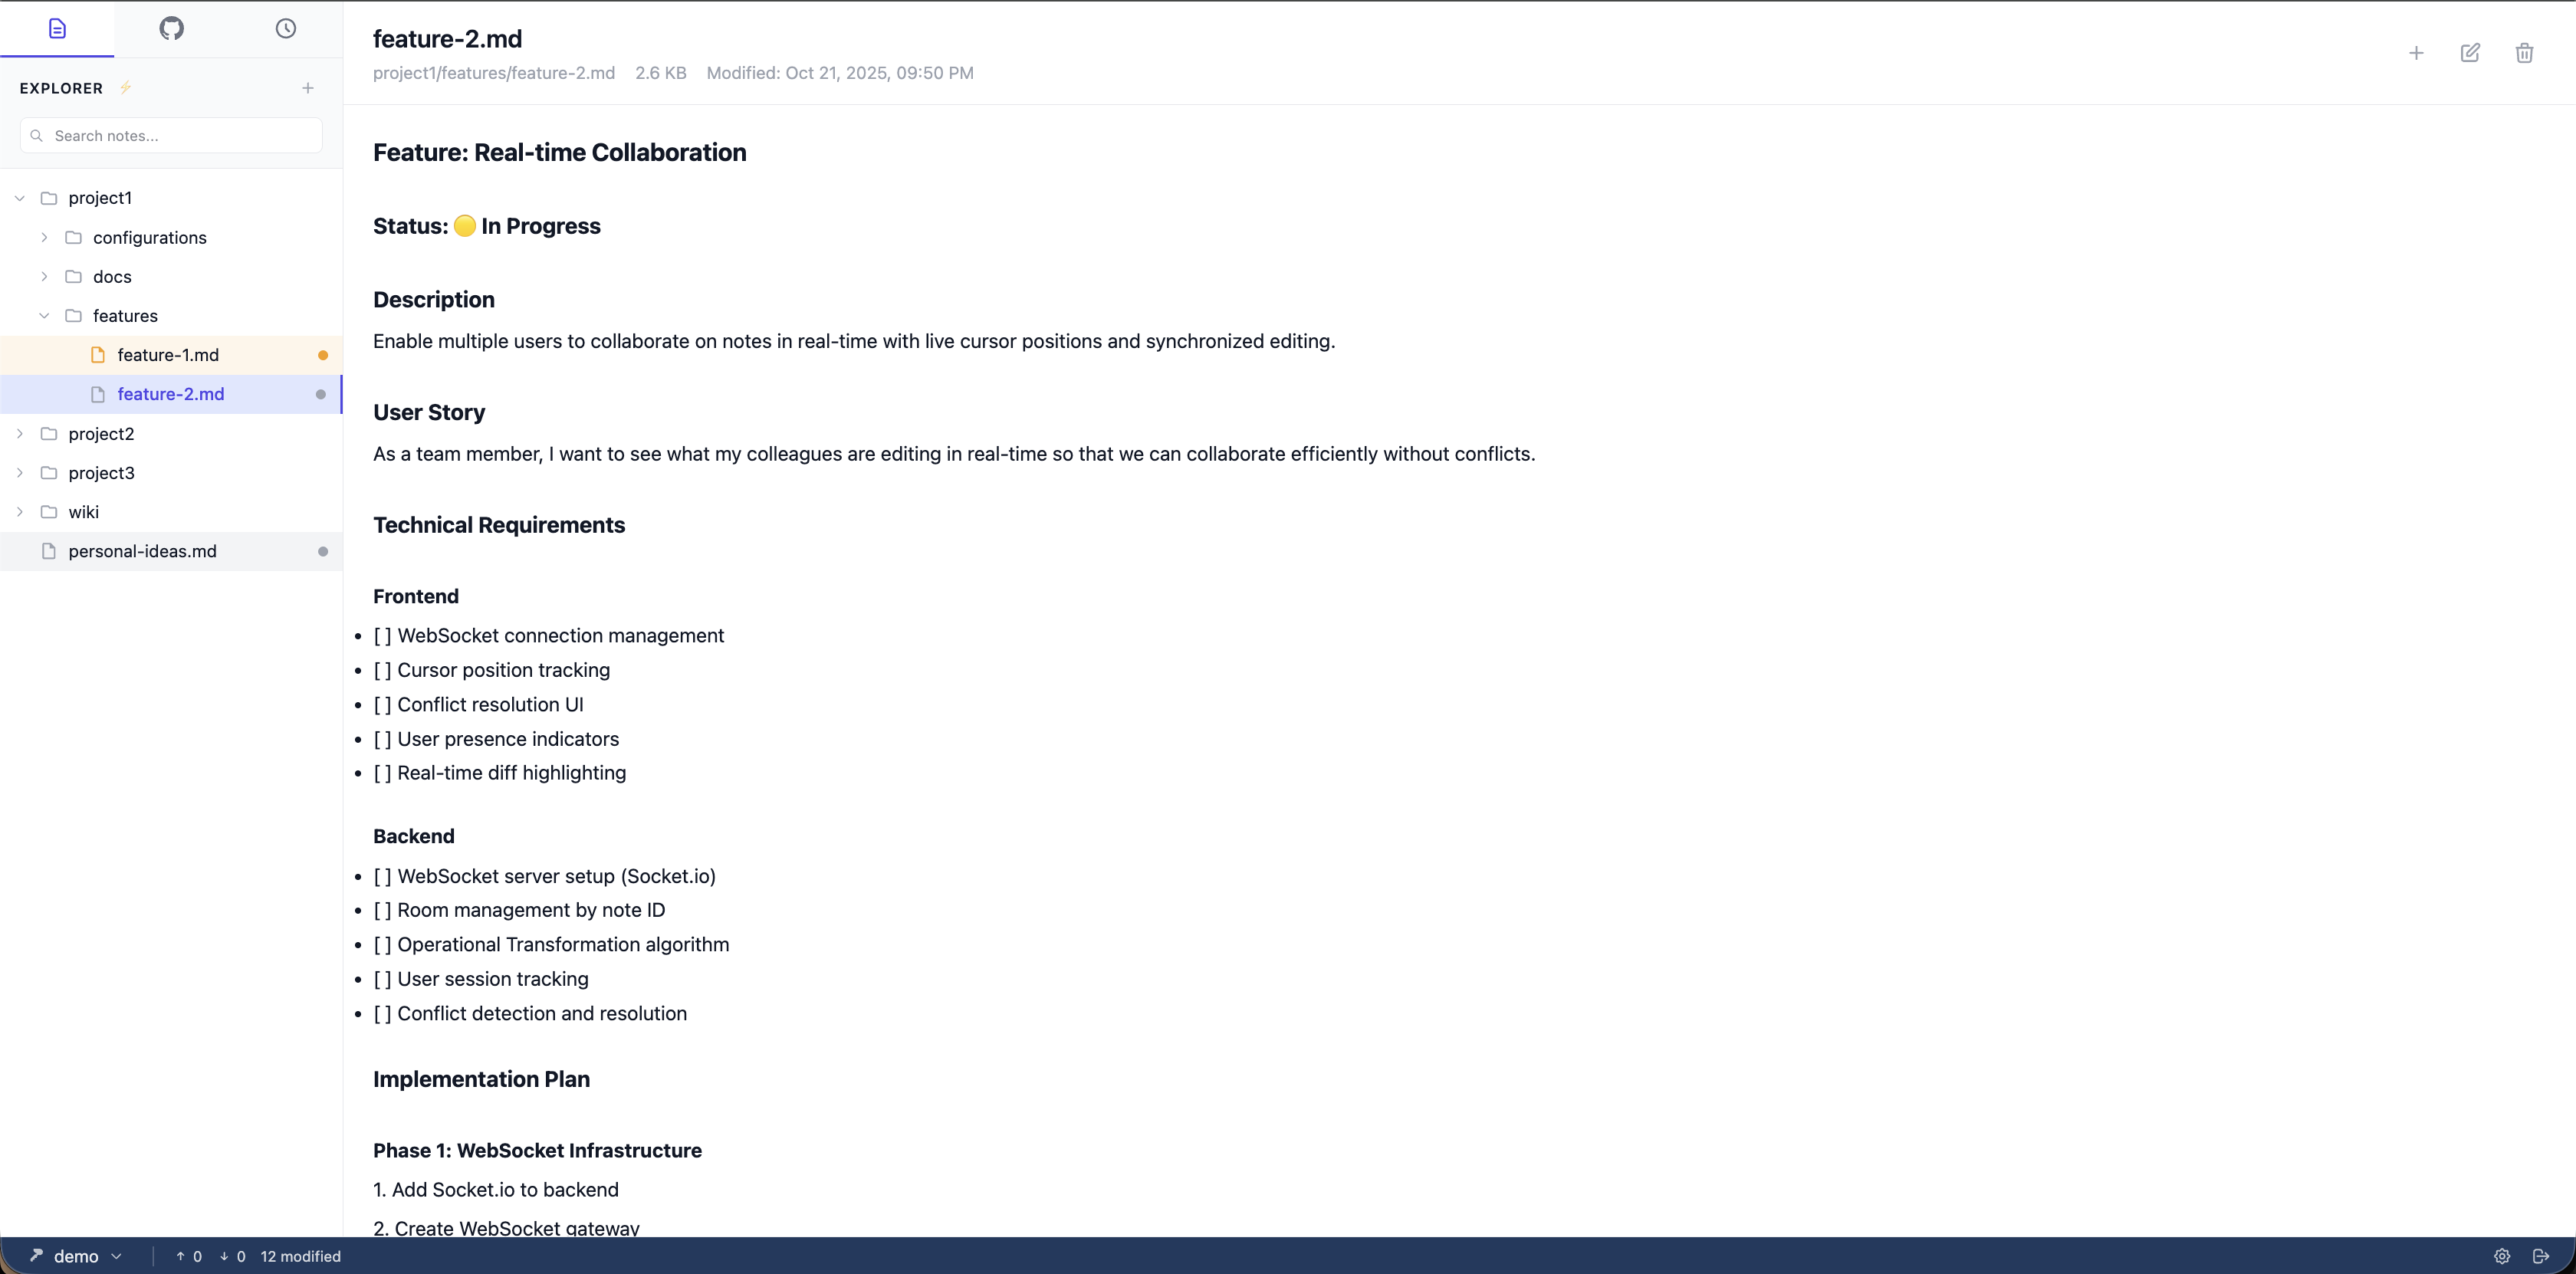 EXPLORER
Search notes...
project1
configurations
docs
features
feature-1.md
feature-2.md
project2
project3
wiki
personal-ideas.md
feature-2.md
project1/features/feature-2.md 2.6 KB Modified: Oct 21, 2025, 09:50 PM
Feature: Real-time Collaboration
Status: 🟡 In Progress
Description
Enable multiple users to collaborate on notes in real-time with live cursor positions and synchronized editing.
User Story
As a team member, I want to see what my colleagues are editing in real-time so that we can collaborate efficiently without conflicts.
Technical Requirements
Frontend
• [ ] WebSocket connection management
• [ ] Cursor position tracking
• [ ] Conflict resolution UI
• [ ] User presence indicators
• [ ] Real-time diff highlighting
Backend
• [ ] WebSocket server setup (Socket.io)
• [ ] Room management by note ID
• [ ] Operational Transformation algorithm
• [ ] User session tracking
• [ ] Conflict detection and resolution
Implementation Plan
Phase 1: WebSocket Infrastructure
1. Add Socket.io to backend
2. Create WebSocket gateway
demo ↑ 0 ↓ 0 12 modified